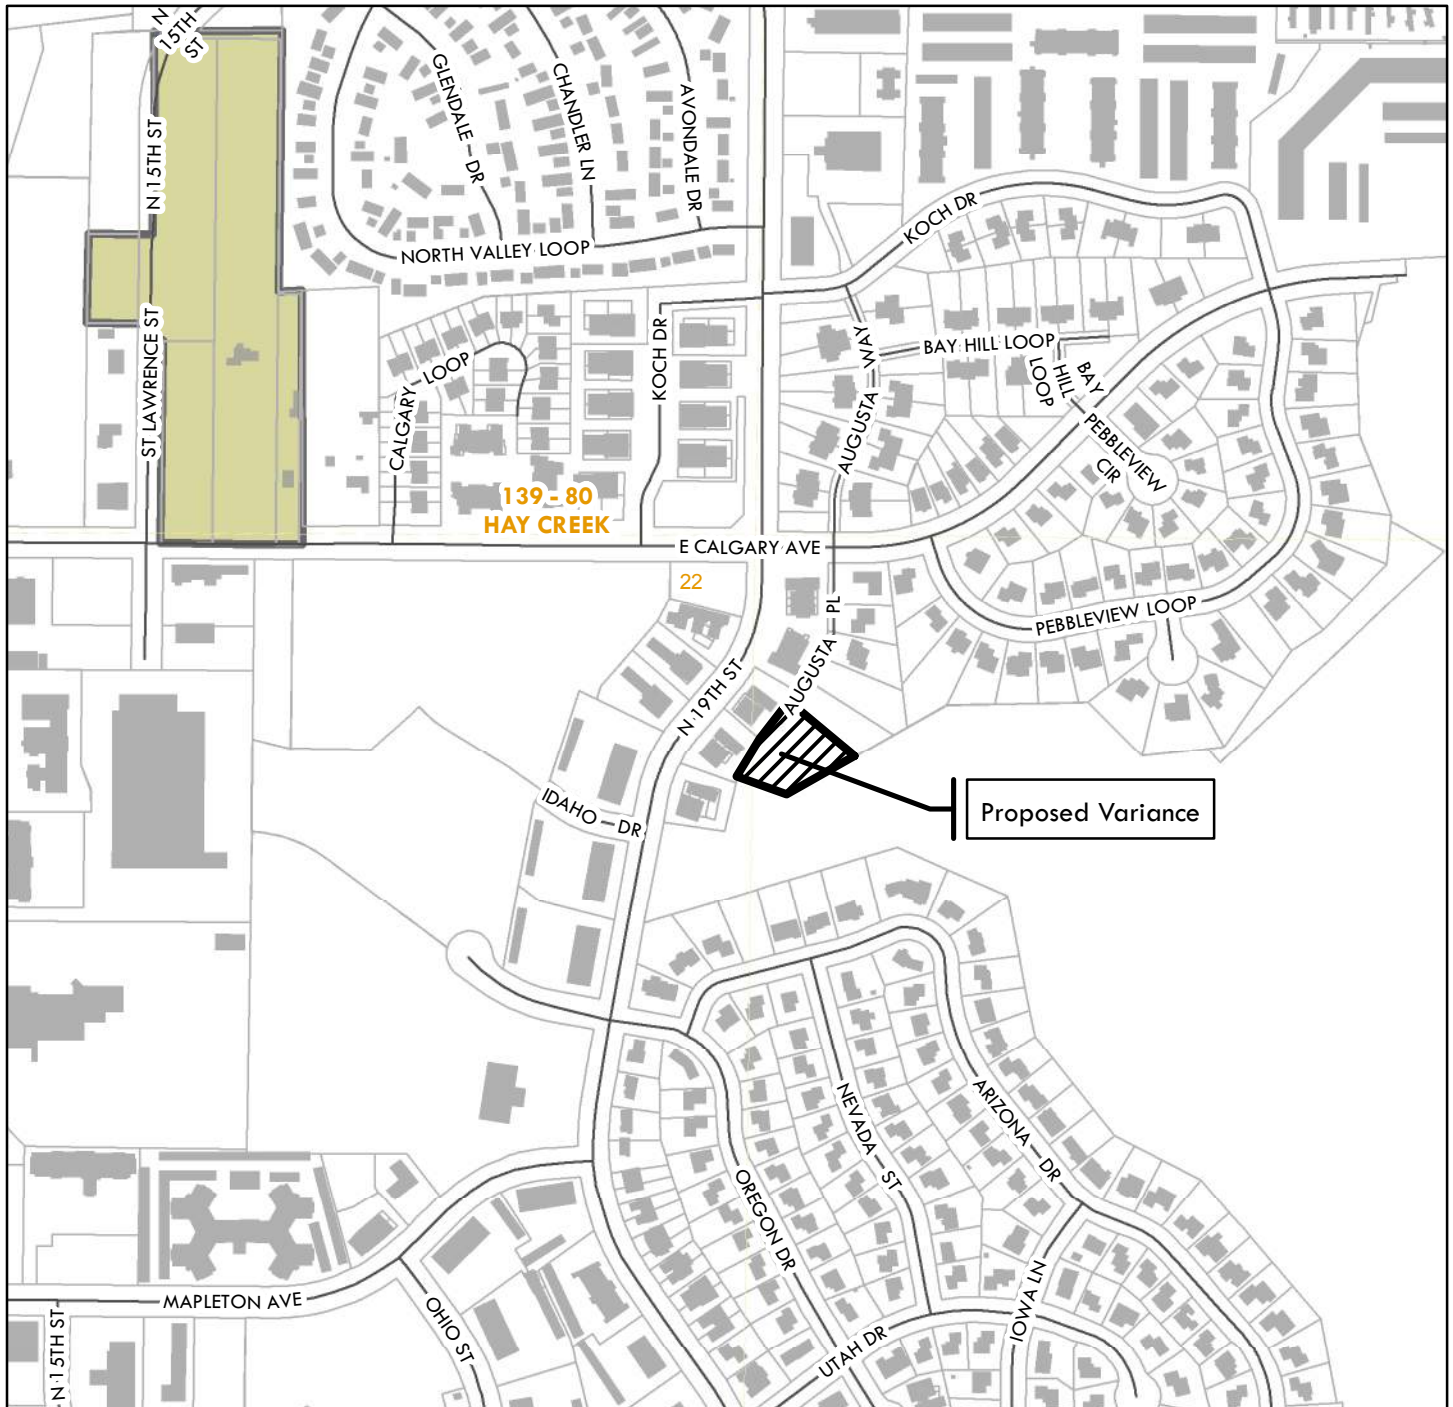 N 15TH ST
GLENDALE DR
CHANDLER LN
AVONDALE DR
N 15TH ST
KOCH DR
NORTH VALLEY LOOP
ST LAWRENCE ST
KOCH DR
AUGUSTA WAY
BAY HILL LOOP
BAY HILL LOOP
CALGARY LOOP
PEBBLEVIEW CIR
139 - 80
HAY CREEK
E CALGARY AVE
22
AUGUSTA PL
PEBBLEVIEW LOOP
N 19TH ST
IDAHO DR
Proposed Variance
NEVADA ST
ARIZONA DR
OREGON DR
IOWA LN
MAPLETON AVE
N 15TH ST
OHIO ST
UTAH DR